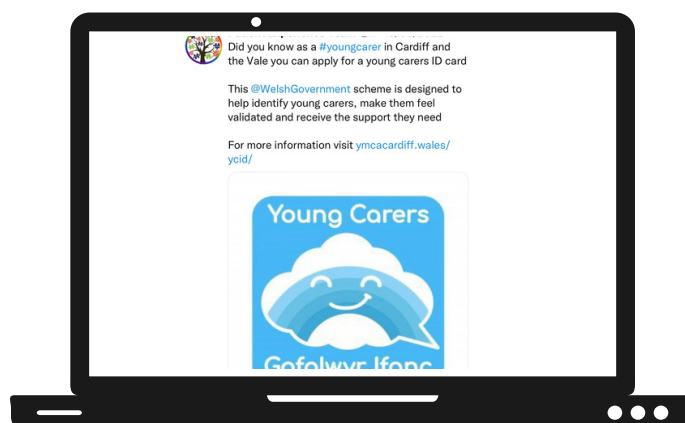 Did you know as a #youngcarer in Cardiff and
the Vale you can apply for a young carers ID card
This @WelshGovernment scheme is designed to
help identify young carers, make them feel
validated and receive the support they need
For more information visit ymcacardiff.wales/
ycid/
Young Carers
Gofalwyr Ifanc